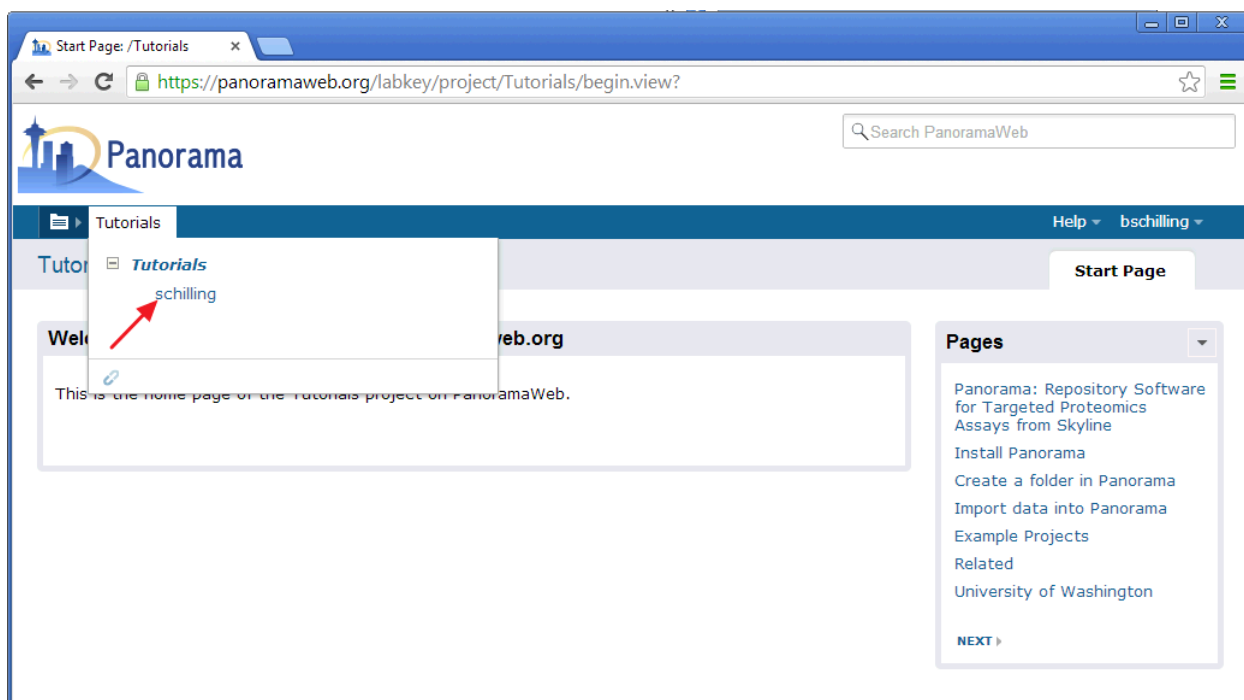 Start Page: /Tutorials
https://panoramaweb.org/labkey/project/Tutorials/begin.view?
Panorama
Search PanoramaWeb
Tutorials
Help
bschilling
Tutor
Tutorials
schilling
Start Page
Wel
eb.org
This is the home page of the Tutorials project on PanoramaWeb.
Pages
Panorama: Repository Software
for Targeted Proteomics
Assays from Skyline
Install Panorama
Create a folder in Panorama
Import data into Panorama
Example Projects
Related
University of Washington
NEXT